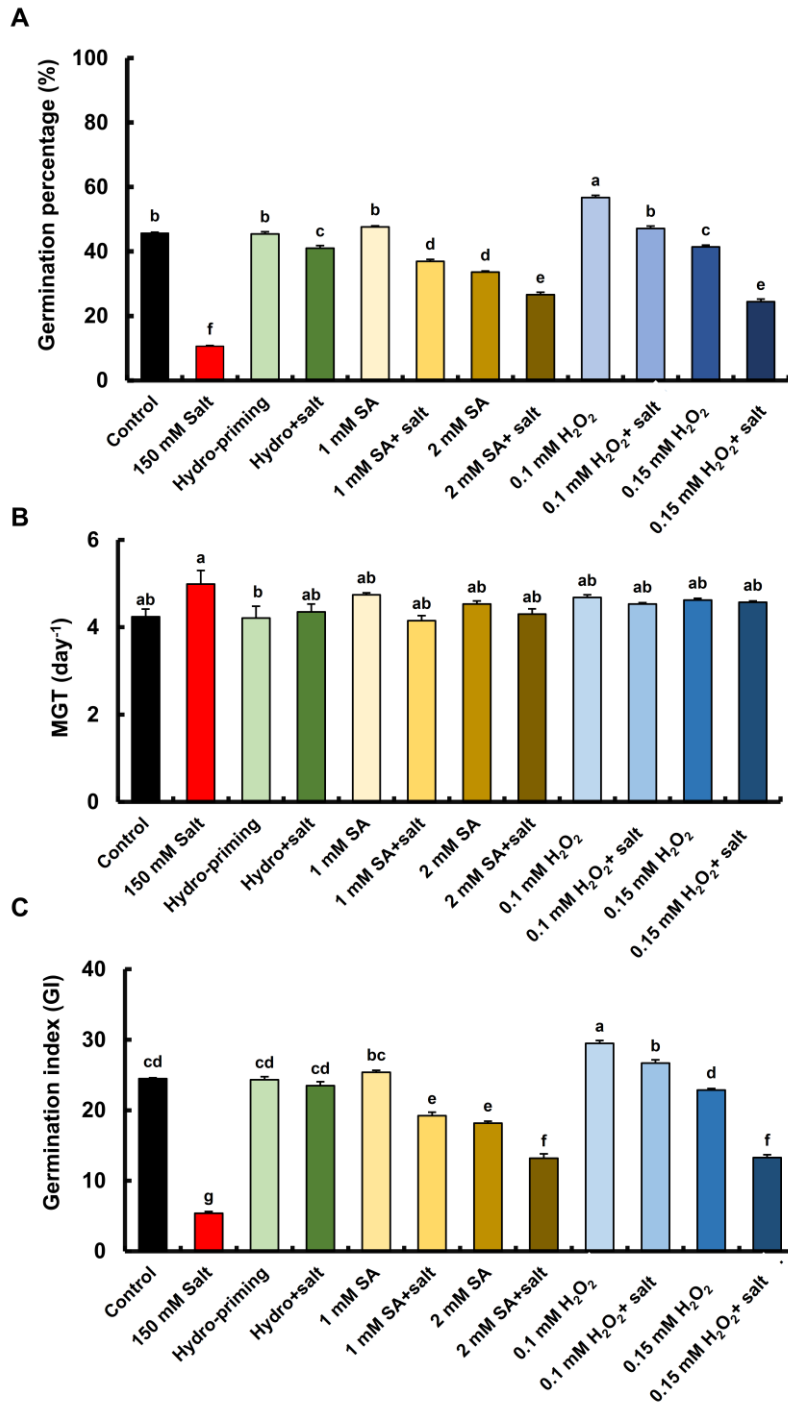 A
Germination percentage (%)
100
80
60
40
20
0
b
f
b
c
b
d
d
e
a
b
c
e
Control
150 mM Salt
Hydro-priming
Hydro+salt
1 mM SA
1 mM SA+ salt
2 mM SA
2 mM SA+ salt
0.1 mM H₂O₂
0.1 mM H₂O₂+ salt
0.15 mM H₂O₂
0.15 mM H₂O₂+ salt
B
MGT (day⁻¹)
6
4
2
0
ab
a
b
ab
ab
ab
ab
ab
ab
ab
ab
ab
Control
150 mM Salt
Hydro-priming
Hydro+salt
1 mM SA
1 mM SA+salt
2 mM SA
2 mM SA+salt
0.1 mM H₂O₂
0.1 mM H₂O₂+ salt
0.15 mM H₂O₂
0.15 mM H₂O₂+ salt
C
Germination index (GI)
40
30
20
10
0
cd
g
cd
cd
bc
e
e
f
a
b
d
f
Control
150 mM Salt
Hydro-priming
Hydro+salt
1 mM SA
1 mM SA+salt
2 mM SA
2 mM SA+salt
0.1 mM H₂O₂
0.1 mM H₂O₂+ salt
0.15 mM H₂O₂
0.15 mM H₂O₂+ salt